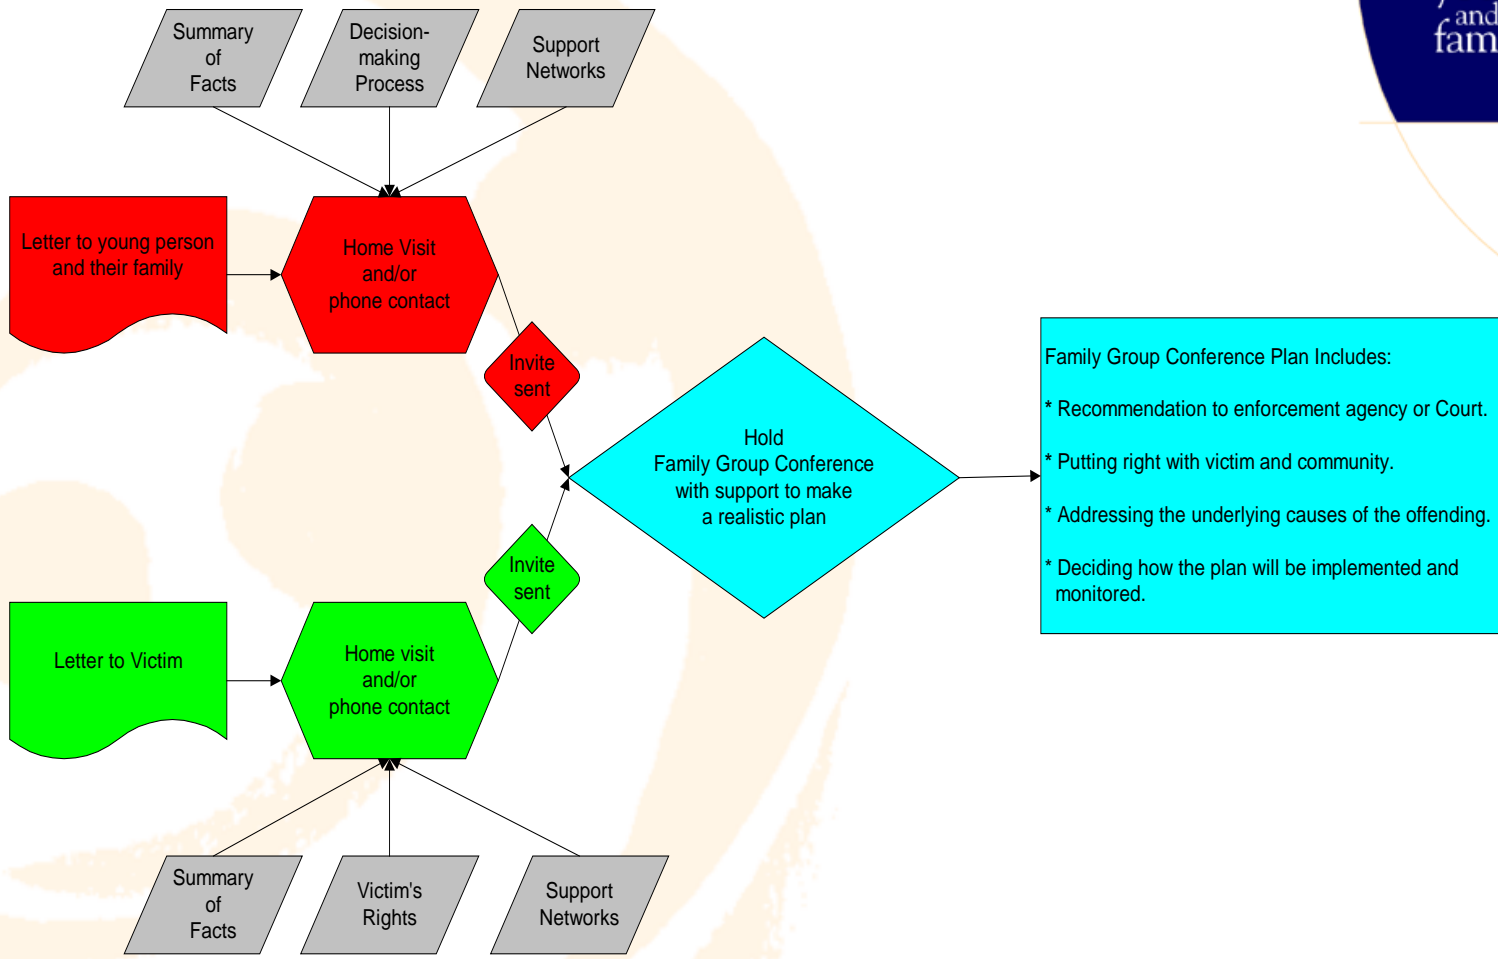 Summary
of
Facts
Decision-
making
Process
Support
Networks
and
Letter to young person
and their family
Home Visit
and/or
phone contact
Invite
sent
Hold
Family Group Conference
with support to make
a realistic plan
Family Group Conference Plan Includes:
* Recommendation to enforcement agency or Court.
* Putting right with victim and community.
* Addressing the underlying causes of the offending.
* Deciding how the plan will be implemented and
monitored.
Invite
sent
Letter to Victim
Home visit
and/or
phone contact
Summary
of
Facts
Victim's
Rights
Support
Networks